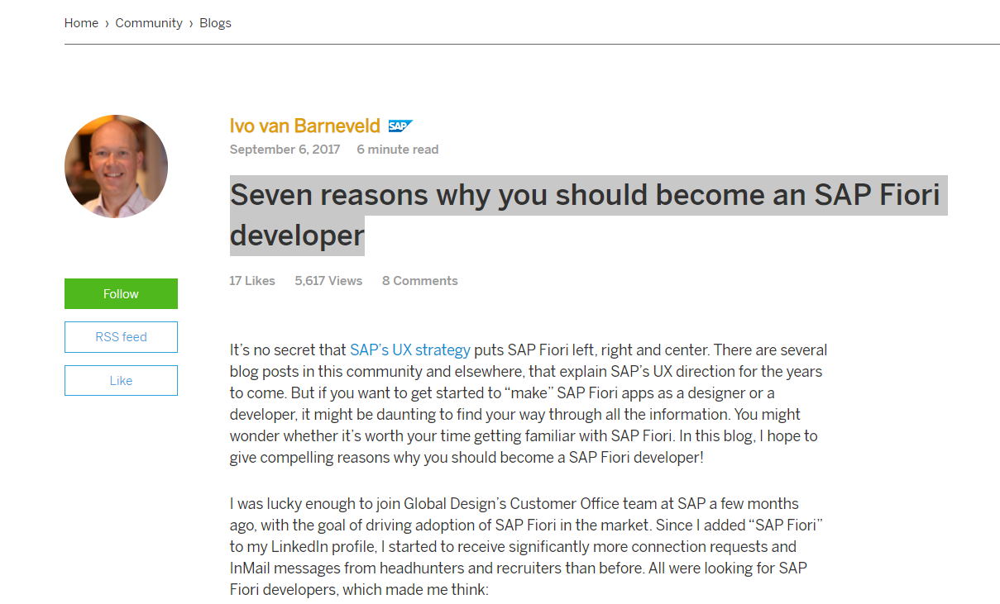 Home › Community › Blogs
Ivo van Barneveld SAP
September 6, 2017 6 minute read
Seven reasons why you should become an SAP Fiori
developer
17 Likes 5,617 Views 8 Comments
Follow
RSS feed
Like
It's no secret that SAP's UX strategy puts SAP Fiori left, right and center. There are several
blog posts in this community and elsewhere, that explain SAP's UX direction for the years
to come. But if you want to get started to “make” SAP Fiori apps as a designer or a
developer, it might be daunting to find your way through all the information. You might
wonder whether it's worth your time getting familiar with SAP Fiori. In this blog, I hope to
give compelling reasons why you should become a SAP Fiori developer!
I was lucky enough to join Global Design's Customer Office team at SAP a few months
ago, with the goal of driving adoption of SAP Fiori in the market. Since I added “SAP Fiori”
to my LinkedIn profile, I started to receive significantly more connection requests and
InMail messages from headhunters and recruiters than before. All were looking for SAP
Fiori developers, which made me think: